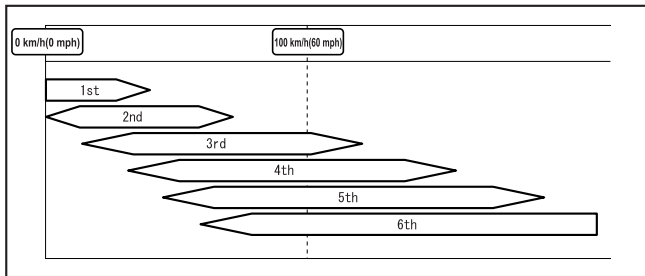 0 km/h(0 mph)
100 km/h(60 mph)
1st
2nd
3rd
4th
5th
6th